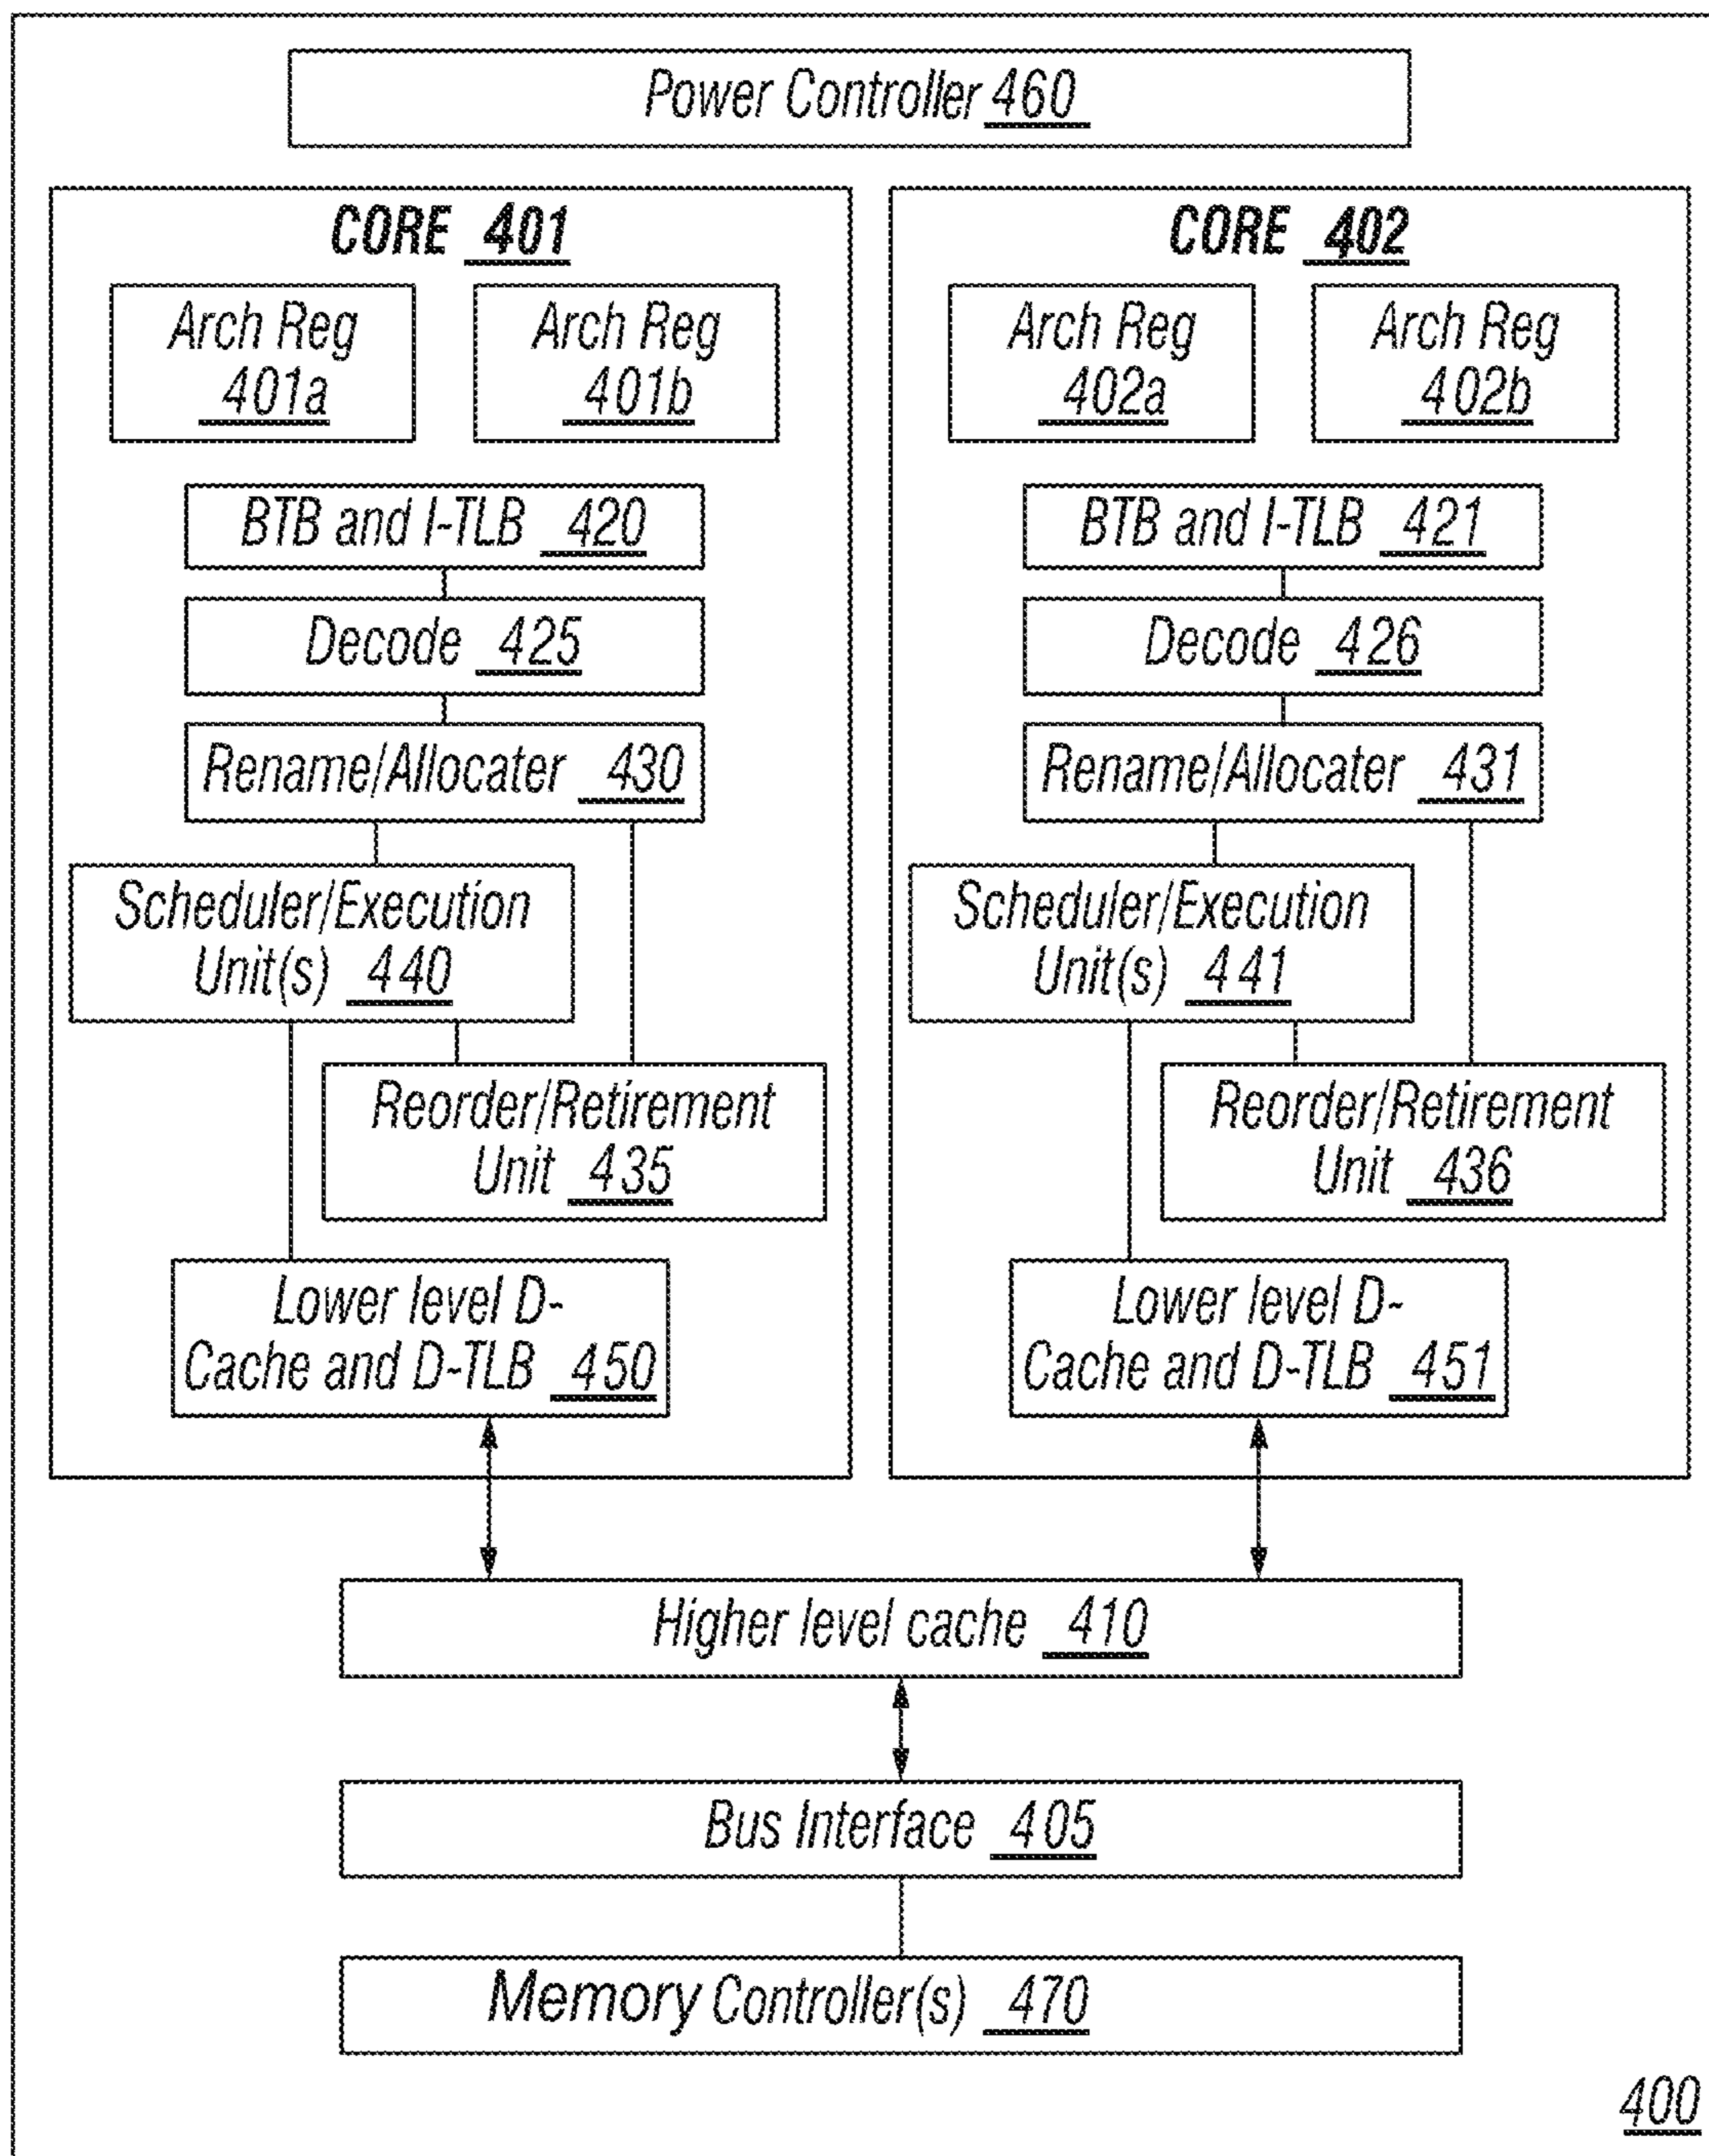 Power Controller 460
CORE 401
Arch Reg
401a
Arch Reg
401b
BTB and I-TLB 420
Decode 425
Rename/Allocater 430
Scheduler/Execution
Unit(s) 440
Reorder/Retirement
Unit 435
Lower level D-
Cache and D-TLB 450
CORE 402
Arch Reg
402a
Arch Reg
402b
BTB and I-TLB 421
Decode 426
Rename/Allocater 431
Scheduler/Execution
Unit(s) 441
Reorder/Retirement
Unit 436
Lower level D-
Cache and D-TLB 451
Higher level cache 410
Bus Interface 405
Memory Controller(s) 470
400